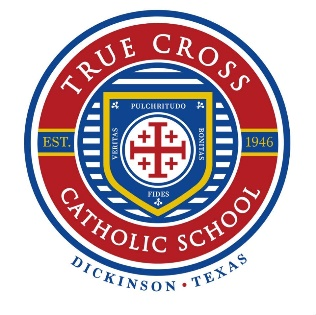 TRUE CROSS
EST. 1946
PULCHRITUDO
VERITAS
BONITAS
FIDES
CATHOLIC SCHOOL
DICKINSON • TEXAS